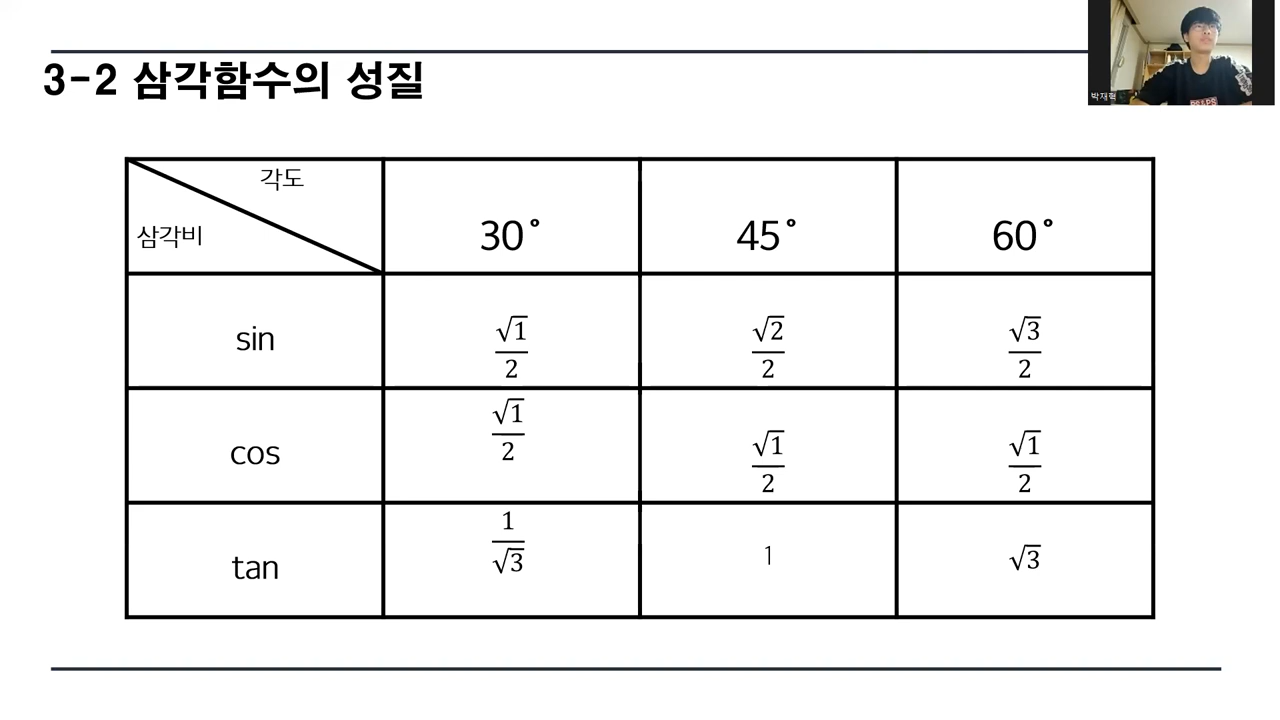 3-2 삼각함수의 성질
박재혁
각도
삼각비
30°
45°
60°
sin
√1/2
√2/2
√3/2
cos
√1/2
√1/2
√1/2
tan
1/√3
1
√3